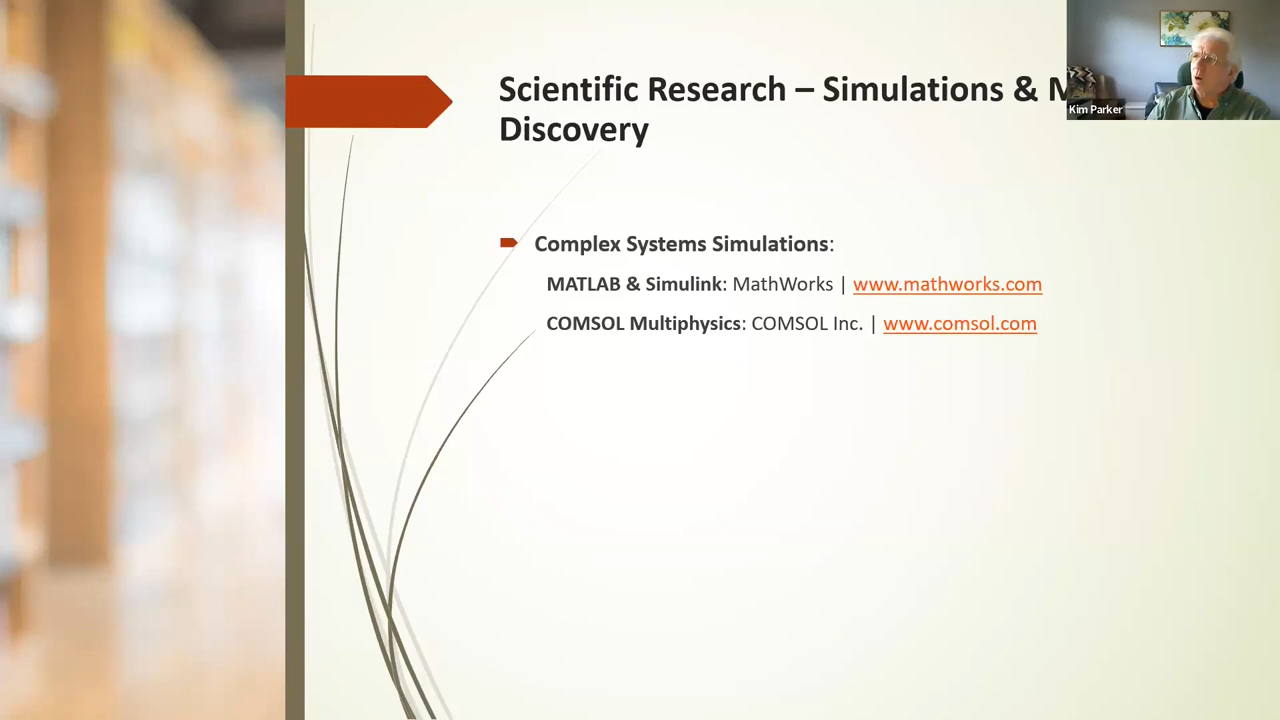 Scientific Research – Simulations &
Discovery
Kim Parker
Complex Systems Simulations:
MATLAB & Simulink: MathWorks | www.mathworks.com
COMSOL Multiphysics: COMSOL Inc. | www.comsol.com